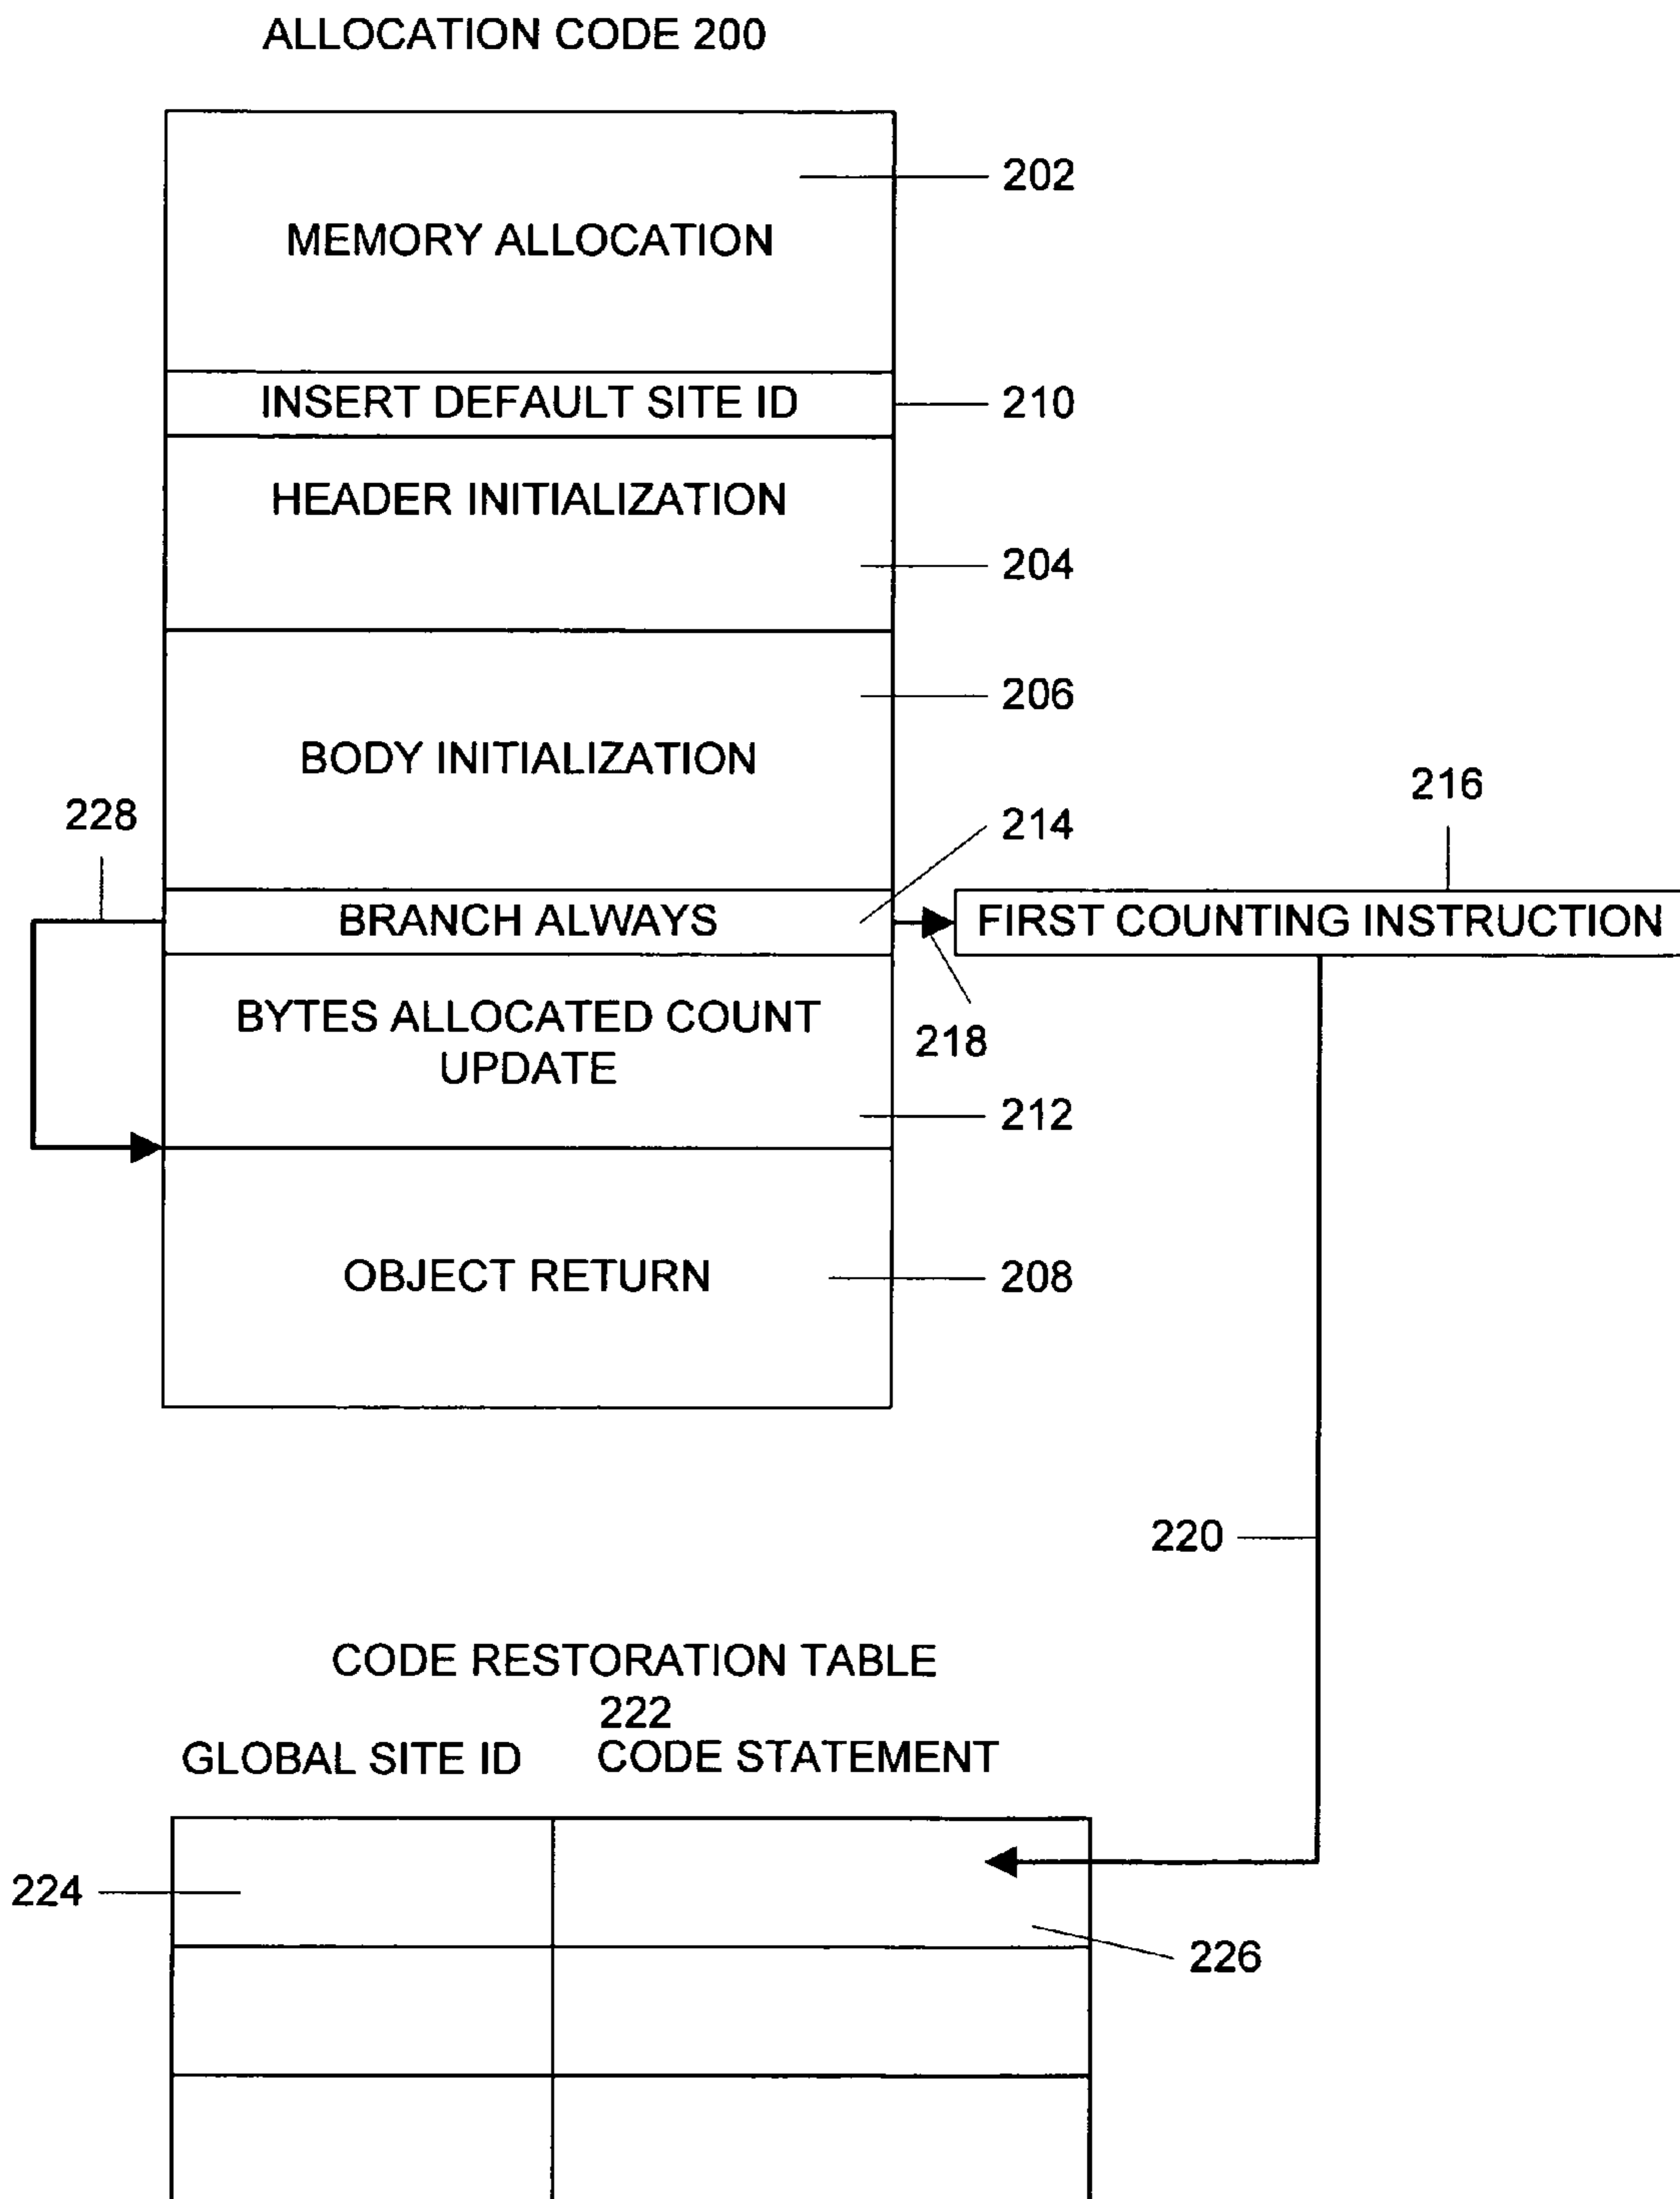 ALLOCATION CODE 200
202
MEMORY ALLOCATION
INSERT DEFAULT SITE ID
210
HEADER INITIALIZATION
204
206
BODY INITIALIZATION
228
214
216
BRANCH ALWAYS
FIRST COUNTING INSTRUCTION
BYTES ALLOCATED COUNT
UPDATE
218
212
OBJECT RETURN
208
220
CODE RESTORATION TABLE
222
GLOBAL SITE ID
CODE STATEMENT
224
226